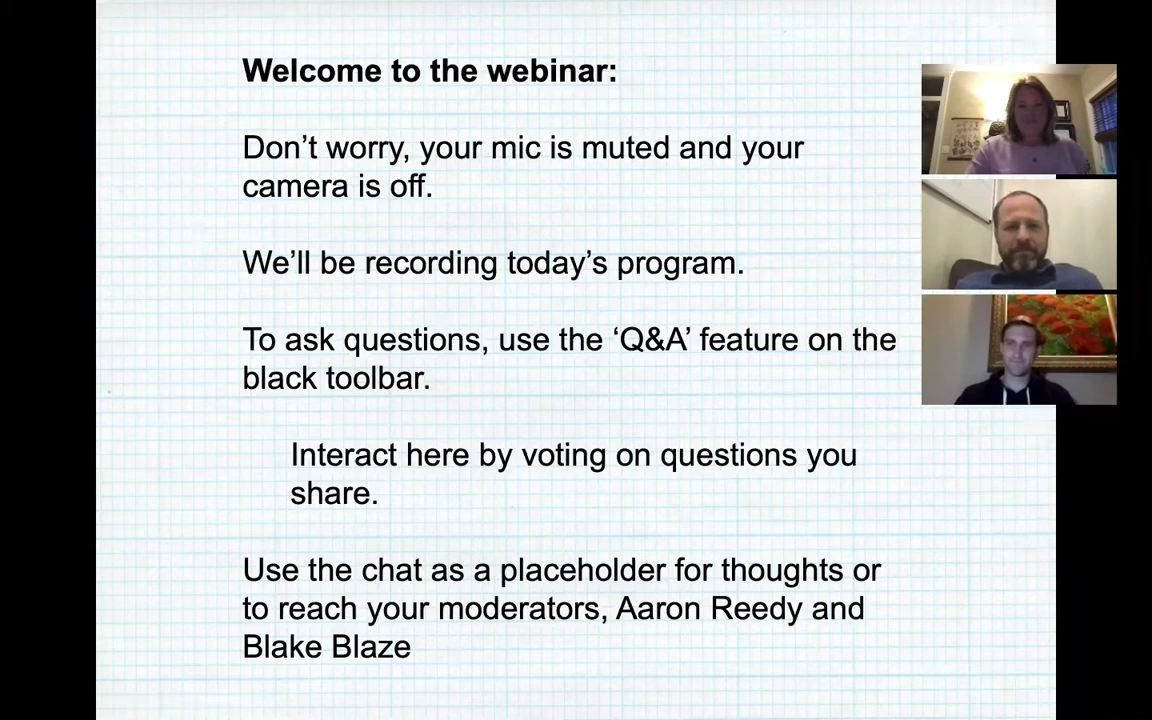 Welcome to the webinar:
Don’t worry, your mic is muted and your
camera is off.
We’ll be recording today’s program.
To ask questions, use the ‘Q&A’ feature on the
black toolbar.
Interact here by voting on questions you
share.
Use the chat as a placeholder for thoughts or
to reach your moderators, Aaron Reedy and
Blake Blaze